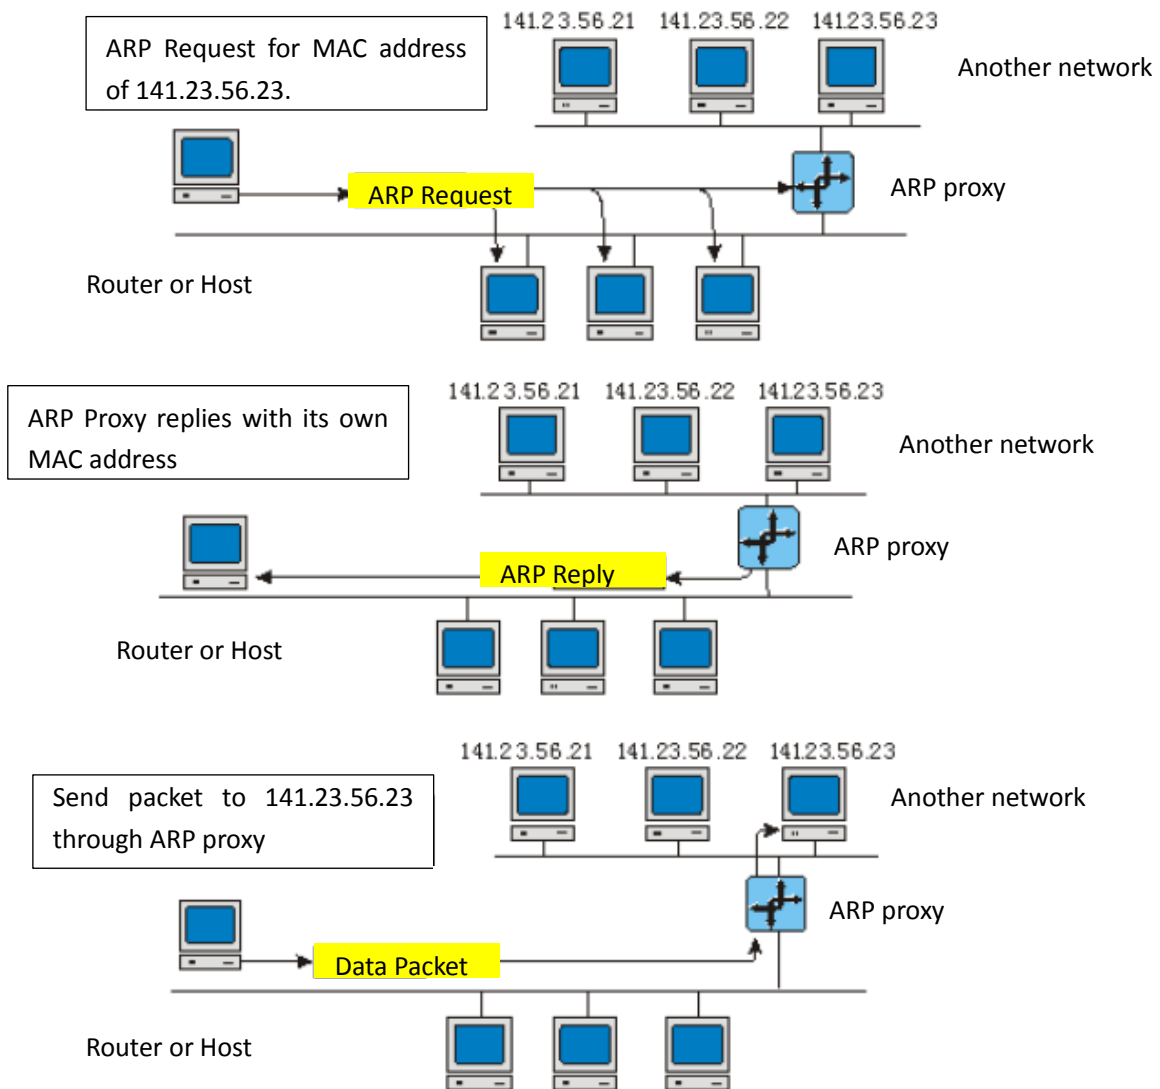 141.23.56.21 141.23.56.22 141.23.56.23
ARP Request for MAC address
of 141.23.56.23.
Another network
ARP Request
ARP proxy
Router or Host
141.23.56.21 141.23.56.22 141.23.56.23
ARP Proxy replies with its own
MAC address
Another network
ARP proxy
ARP Reply
Router or Host
141.23.56.21 141.23.56.22 141.23.56.23
Send packet to 141.23.56.23
through ARP proxy
Another network
ARP proxy
Data Packet
Router or Host